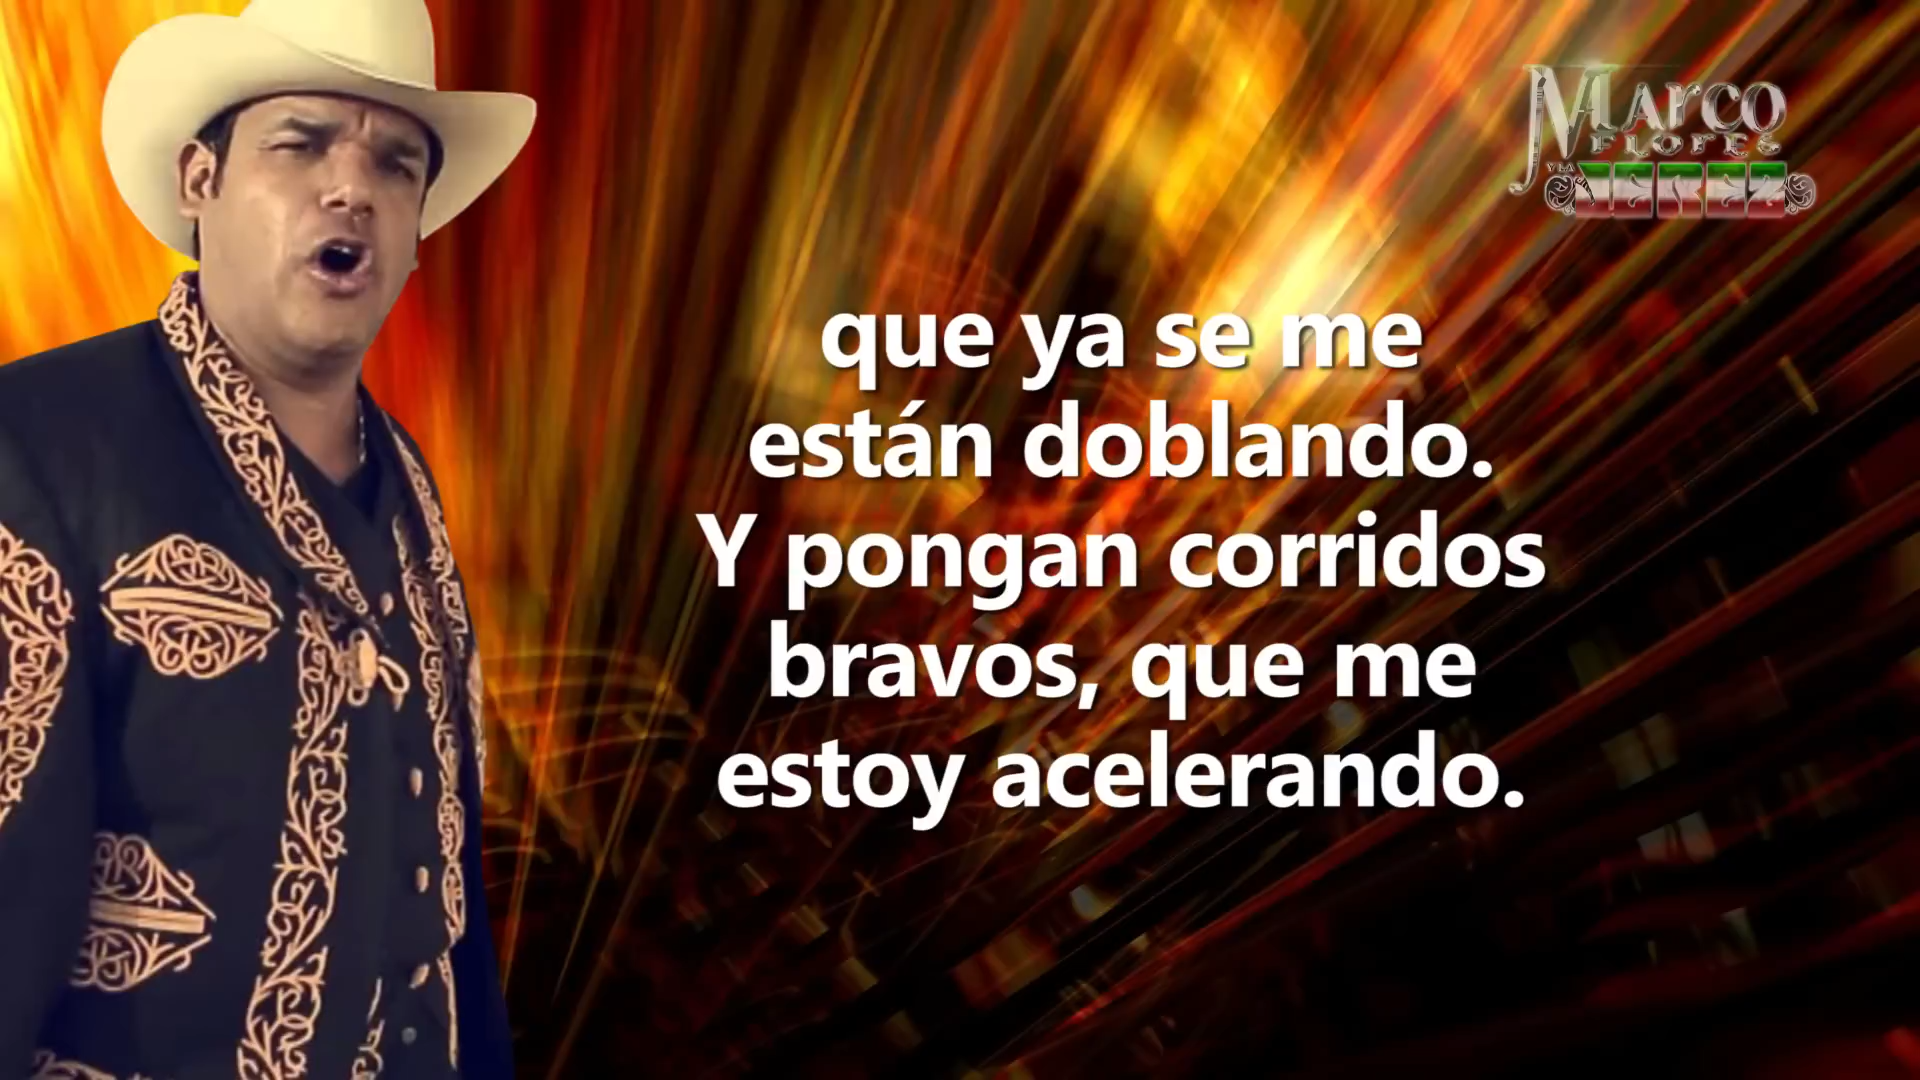 Marco
Flores
y la
Jerez
que ya se me
están doblando.
Y pongan corridos
bravos, que me
estoy acelerando.